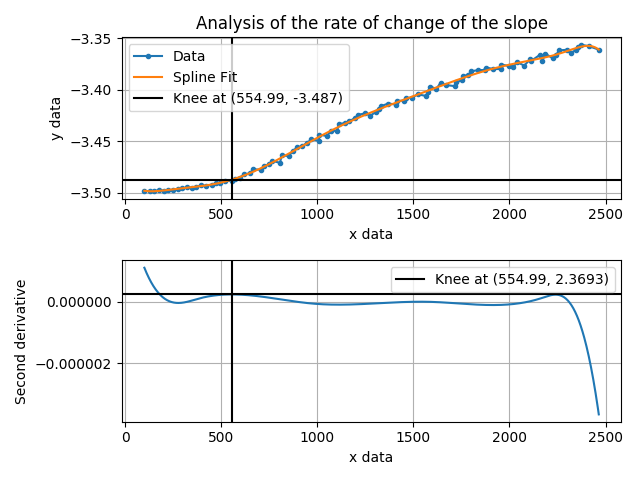 Analysis of the rate of change of the slope
−3.35
−3.40
−3.45
−3.50
y data
Data
Spline Fit
Knee at (554.99, -3.487)
0
500
1000
1500
2000
2500
x data
Knee at (554.99, 2.3693)
0.000000
−0.000002
Second derivative
0
500
1000
1500
2000
2500
x data